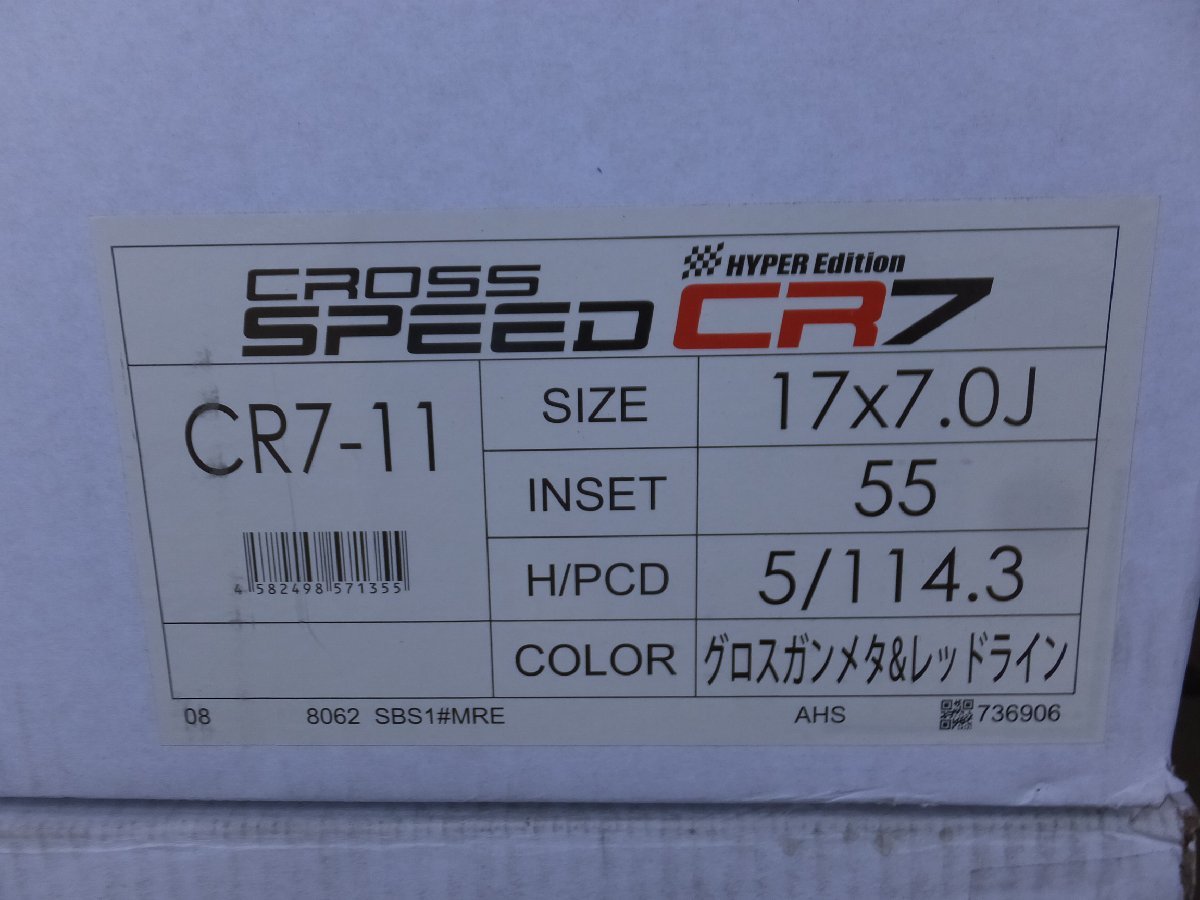 HYPER Edition
CROSS
SPEED CR7
CR7-11
4 582498 571355
SIZE 17x7.0J
INSET 55
H/PCD 5/114.3
COLOR グロスガンメタ&レッドライン
08 8062 SBS1#MRE AHS 736906